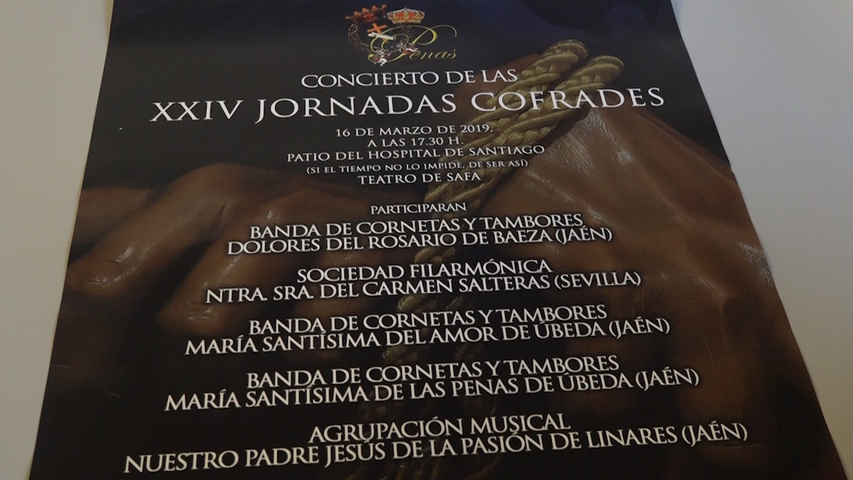 Penas
CONCIERTO DE LAS
XXIV JORNADAS COFRADES
16 DE MARZO DE 2019,
A LAS 17.30 H.
PATIO DEL HOSPITAL DE SANTIAGO
(SI EL TIEMPO NO LO IMPIDE, DE SER ASÍ)
TEATRO DE SAFA
PARTICIPARAN
BANDA DE CORNETAS Y TAMBORES
DOLORES DEL ROSARIO DE BAEZA (JAÉN)
SOCIEDAD FILARMÓNICA
NTRA. SRA. DEL CARMEN SALTERAS (SEVILLA)
BANDA DE CORNETAS Y TAMBORES
MARÍA SANTÍSIMA DEL AMOR DE ÚBEDA (JAÉN)
BANDA DE CORNETAS Y TAMBORES
MARÍA SANTÍSIMA DE LAS PENAS DE ÚBEDA (JAÉN)
AGRUPACIÓN MUSICAL
NUESTRO PADRE JESÚS DE LA PASIÓN DE LINARES (JAÉN)